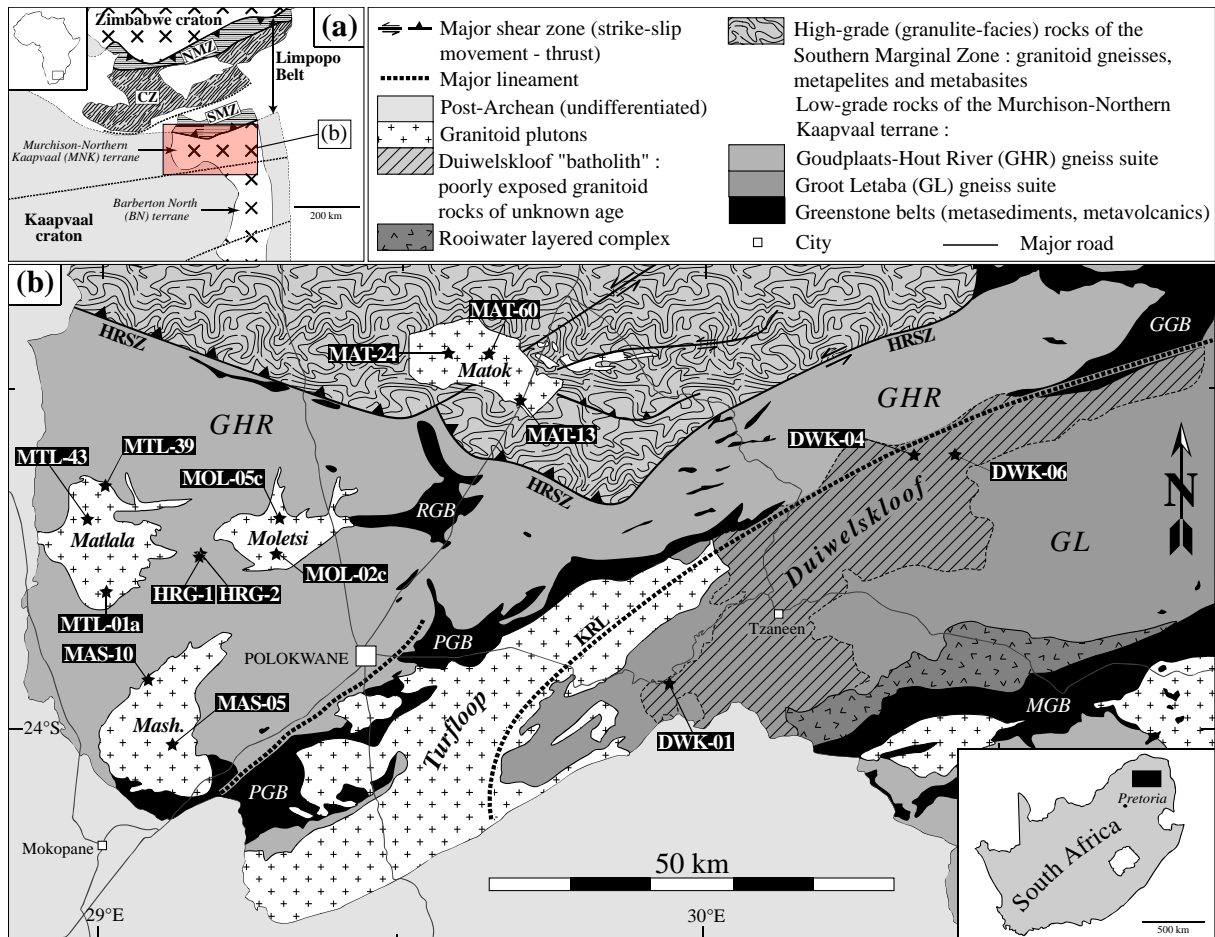 Zimbabwe craton
(a)
NMZ
Limpopo
Belt
CZ
SMZ
(b)
Murchison-Northern
Kaapvaal (MNK) terrane
Barberton North
(BN) terrane
200 km
Kaapvaal
craton
Major shear zone (strike-slip
movement - thrust)
Major lineament
Post-Archean (undifferentiated)
Granitoid plutons
Duiwelskloof "batholith" :
poorly exposed granitoid
rocks of unknown age
Rooiwater layered complex
High-grade (granulite-facies) rocks of the
Southern Marginal Zone : granitoid gneisses,
metapelites and metabasites
Low-grade rocks of the Murchison-Northern
Kaapvaal terrane :
Goudplaats-Hout River (GHR) gneiss suite
Groot Letaba (GL) gneiss suite
Greenstone belts (metasediments, metavolcanics)
City
Major road
(b)
MAT-60
HRSZ
HRSZ
GGB
MAT-24
Matok
GHR
GHR
MAT-13
DWK-04
MTL-39
MTL-43
MOL-05c
DWK-06
HRSZ
RGB
N
Matlala
Moletsi
Duiwelskloof
GL
MOL-02c
HRG-1 HRG-2
MTL-01a
Tzaneen
KRL
PGB
MAS-10
POLOKWANE
MAS-05
Mash.
Turfloop
MGB
24°S
DWK-01
PGB
Pretoria
Mokopane
South Africa
50 km
29°E
30°E
500 km